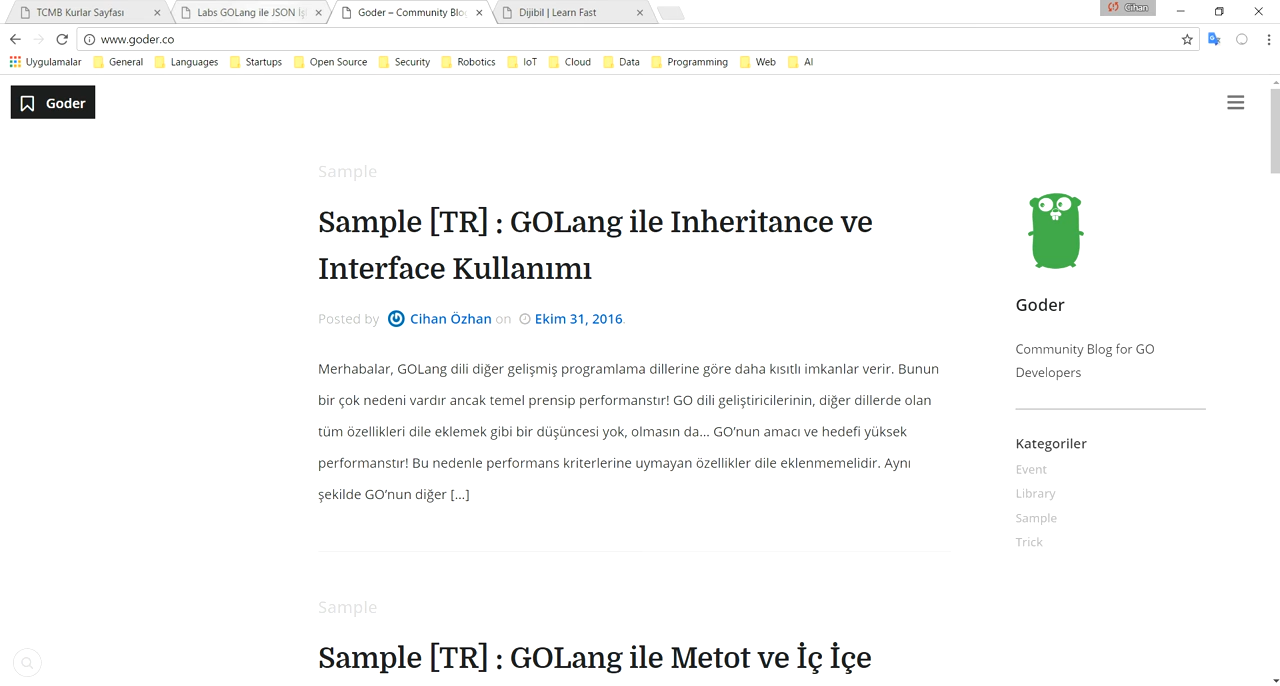 TCMB Kurlar Sayfası
Labs GOLang ile JSON İşl
Goder – Community Blog
Dijibil | Learn Fast
Cihan
www.goder.co
Uygulamalar General Languages Startups Open Source Security Robotics IoT Cloud Data Programming Web AI
Goder
Sample
Sample [TR] : GOLang ile Inheritance ve
Interface Kullanımı
Posted by Cihan Özhan on Ekim 31, 2016.
Merhabalar, GOLang dili diğer gelişmiş programlama dillerine göre daha kısıtlı imkanlar verir. Bunun
bir çok nedeni vardır ancak temel prensip performanstır! GO dili geliştiricilerinin, diğer dillerde olan
tüm özellikleri dile eklemek gibi bir düşüncesi yok, olmasın da… GO’nun amacı ve hedefi yüksek
performanstır! Bu nedenle performans kriterlerine uymayan özellikler dile eklenmemelidir. Aynı
şekilde GO’nun diğer […]
Goder
Community Blog for GO
Developers
Kategoriler
Event
Library
Sample
Trick
Sample
Sample [TR] : GOLang ile Metot ve İç İçe